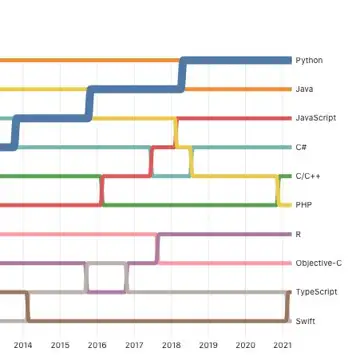 Python
Java
JavaScript
C#
C/C++
PHP
R
Objective-C
TypeScript
Swift
2014 2015 2016 2017 2018 2019 2020 2021